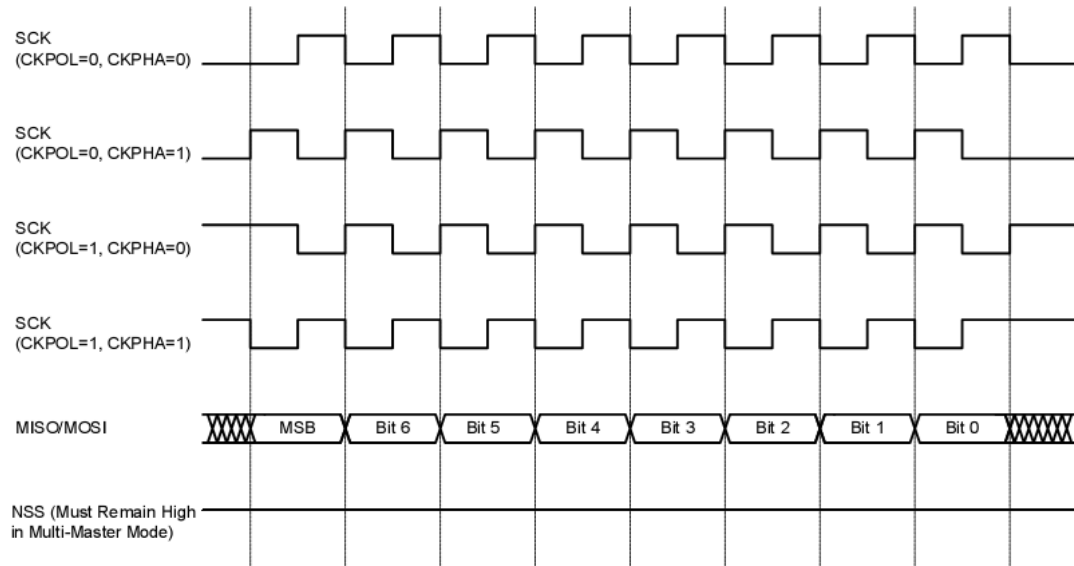 SCK
(CKPOL=0, CKPHA=0)
SCK
(CKPOL=0, CKPHA=1)
SCK
(CKPOL=1, CKPHA=0)
SCK
(CKPOL=1, CKPHA=1)
MISO/MOSI
MSB Bit 6 Bit 5 Bit 4 Bit 3 Bit 2 Bit 1 Bit 0
NSS (Must Remain High
in Multi-Master Mode)